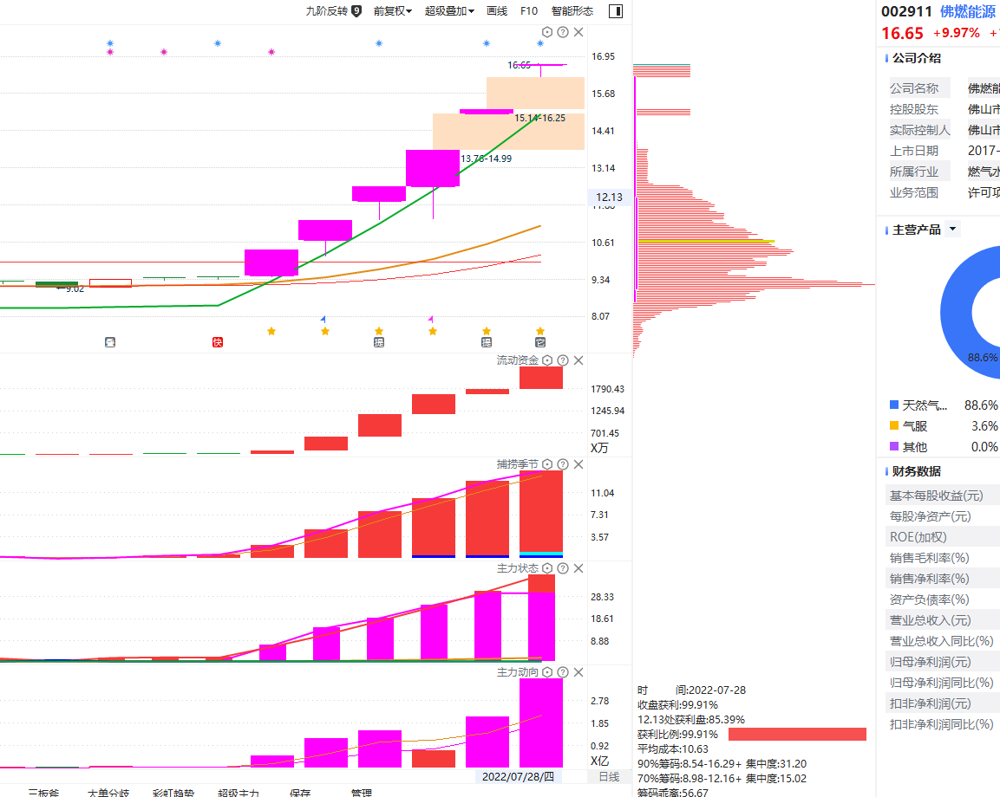 九阶反转 9 前复权 超级叠加 画线 F10 智能形态
16.65
16.95
15.68
15.14-16.25
14.41
13.76-14.99
13.14
12.13
10.61
9.34
9.02
8.07
叠 快 提 提 它
流动资金
1790.43
1245.94
701.45
X万
捕捞季节
11.04
7.31
3.57
主力状态
28.33
18.61
8.88
主力动向
2.78
1.85
0.92
X亿
2022/07/28/四 日线
三板斧 大单分歧 彩虹趋势 超级主力 保存 管理
时 间:2022-07-28
收盘获利:99.91%
12.13处获利盘:85.39%
获利比例:99.91%
平均成本:10.63
90%筹码:8.54-16.29+ 集中度:31.20
70%筹码:8.98-12.16+ 集中度:15.02
筹码乖离:56.67
002911 佛燃能源
16.65 +9.97%
公司介绍
公司名称 佛燃能
控股股东 佛山市
实际控制人 佛山市
上市日期 2017-
所属行业 燃气水
业务范围 许可项
主营产品
88.6%
天然气... 88.6%
气服 3.6%
其他 0.0%
财务数据
基本每股收益(元)
每股净资产(元)
ROE(加权)
销售毛利率(%)
销售净利率(%)
资产负债率(%)
营业总收入(元)
营业总收入同比(%)
归母净利润(元)
归母净利润同比(%)
扣非净利润(元)
扣非净利润同比(%)